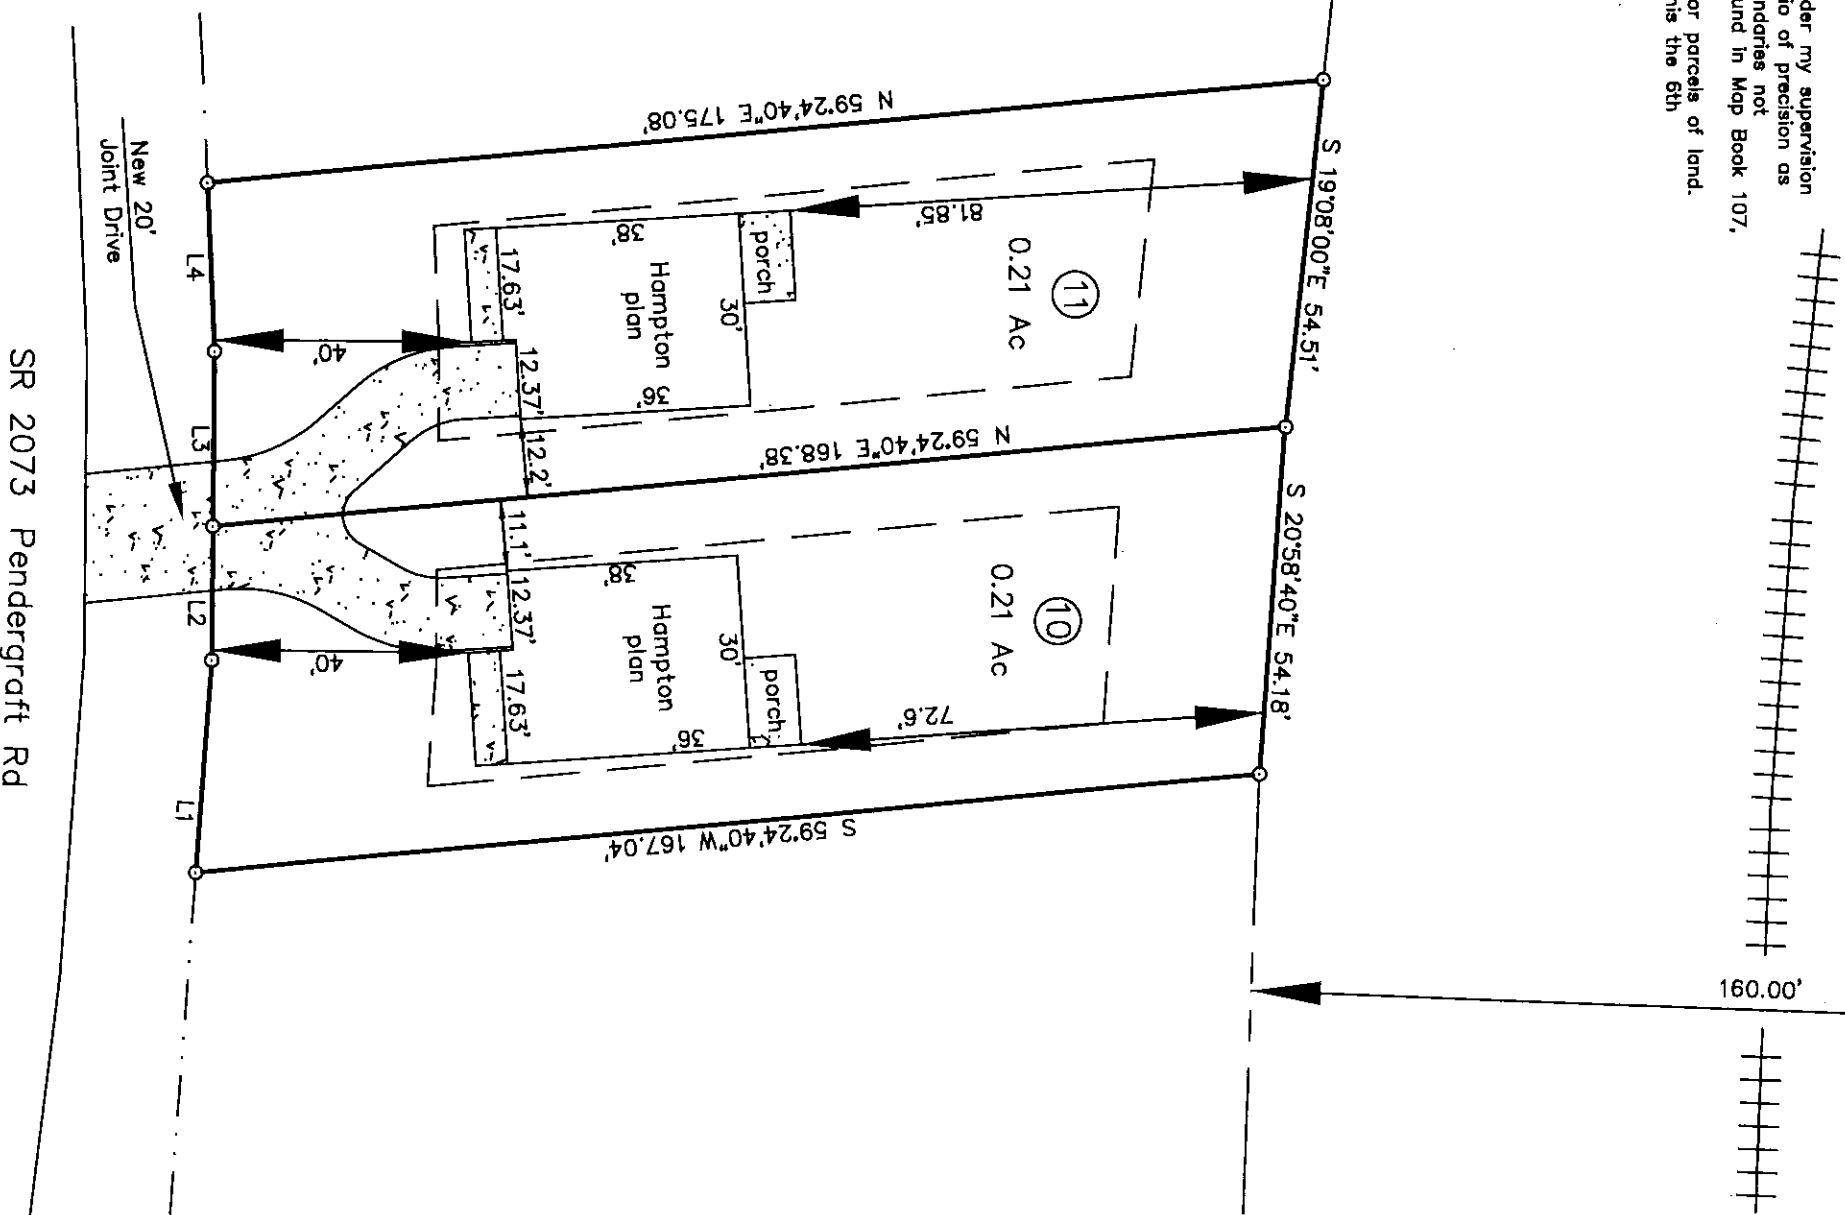 der my supervision
io of precision as
ndaries not
und in Map Book 107,
or parcels of land.
his the 6th
N 59°24'40"E 175.08'
S 19°08'00"E 54.51'
81.85'
11
0.21 Ac
porch
38'
Hampton
plan
30'
36'
17.63'
12.37'
12.2'
40'
L4
L3
New 20'
Joint Drive
N 59°24'40"E 168.38'
S 20°58'40"E 54.18'
10
0.21 Ac
72.6'
porch
38'
Hampton
plan
30'
36'
11.1'
12.37'
17.63'
40'
L2
L1
S 59°24'40"W 167.04'
160.00'
SR 2073 Pendergraft Rd